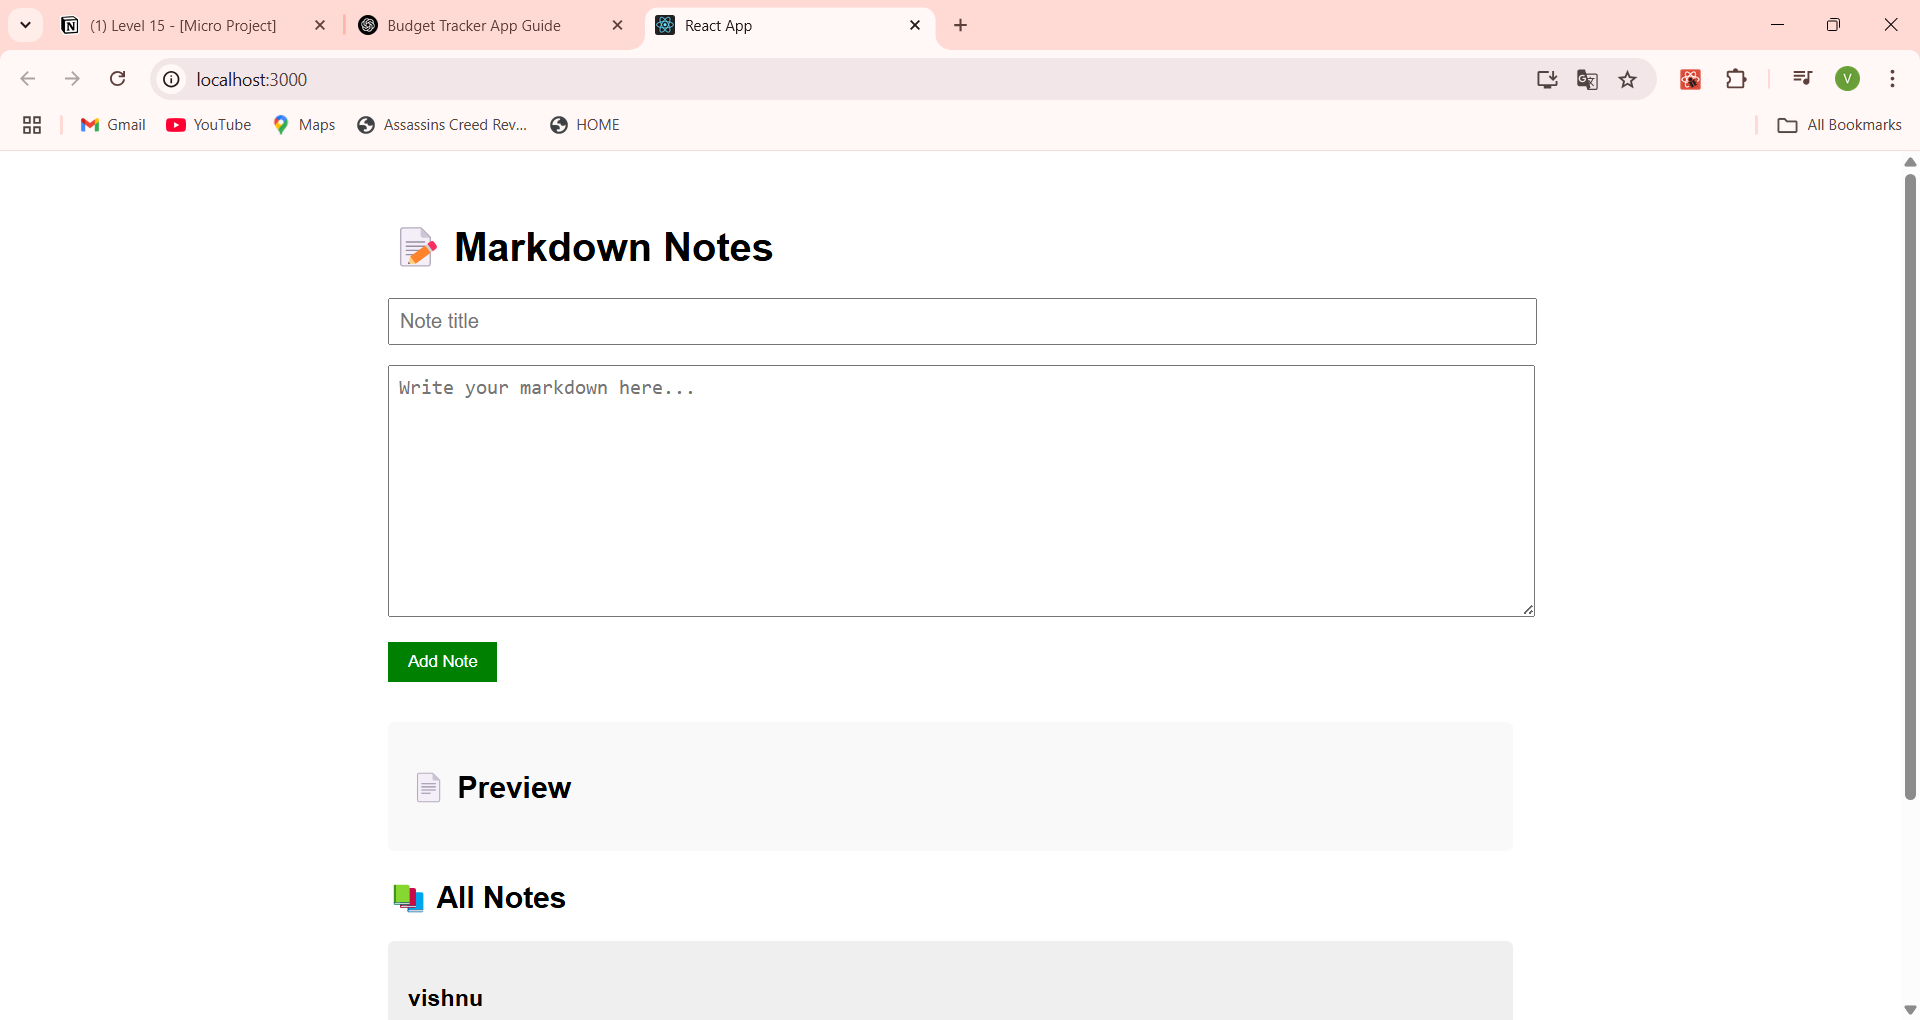 (1) Level 15 - [Micro Project]
Budget Tracker App Guide
React App
localhost:3000
V
Gmail
YouTube
Maps
Assassins Creed Rev...
HOME
All Bookmarks
Markdown Notes
Note title
Write your markdown here...
Add Note
Preview
All Notes
vishnu